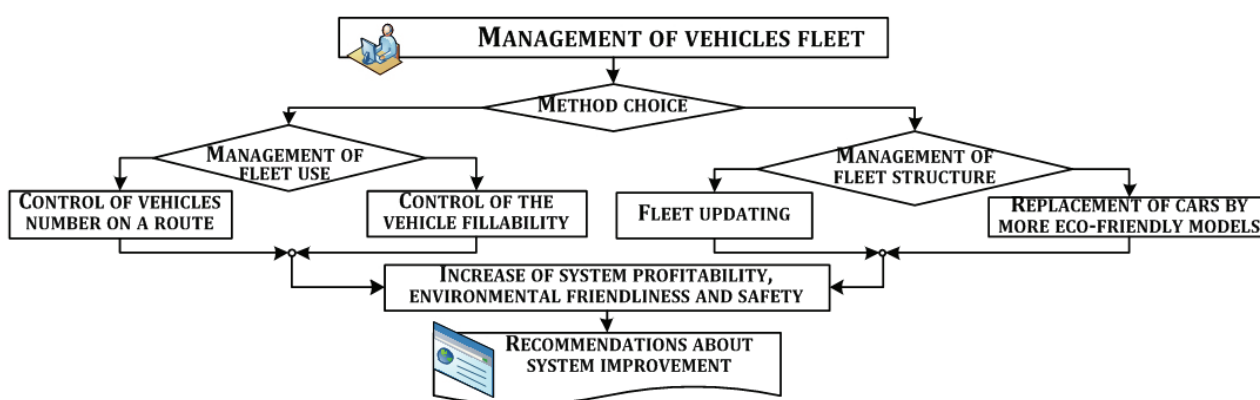 MANAGEMENT OF VEHICLES FLEET
METHOD CHOICE
MANAGEMENT OF
FLEET USE
MANAGEMENT OF
FLEET STRUCTURE
CONTROL OF VEHICLES
NUMBER ON A ROUTE
CONTROL OF THE
VEHICLE FILLABILITY
FLEET UPDATING
REPLACEMENT OF CARS BY
MORE ECO-FRIENDLY MODELS
INCREASE OF SYSTEM PROFITABILITY,
ENVIRONMENTAL FRIENDLINESS AND SAFETY
RECOMMENDATIONS ABOUT
SYSTEM IMPROVEMENT